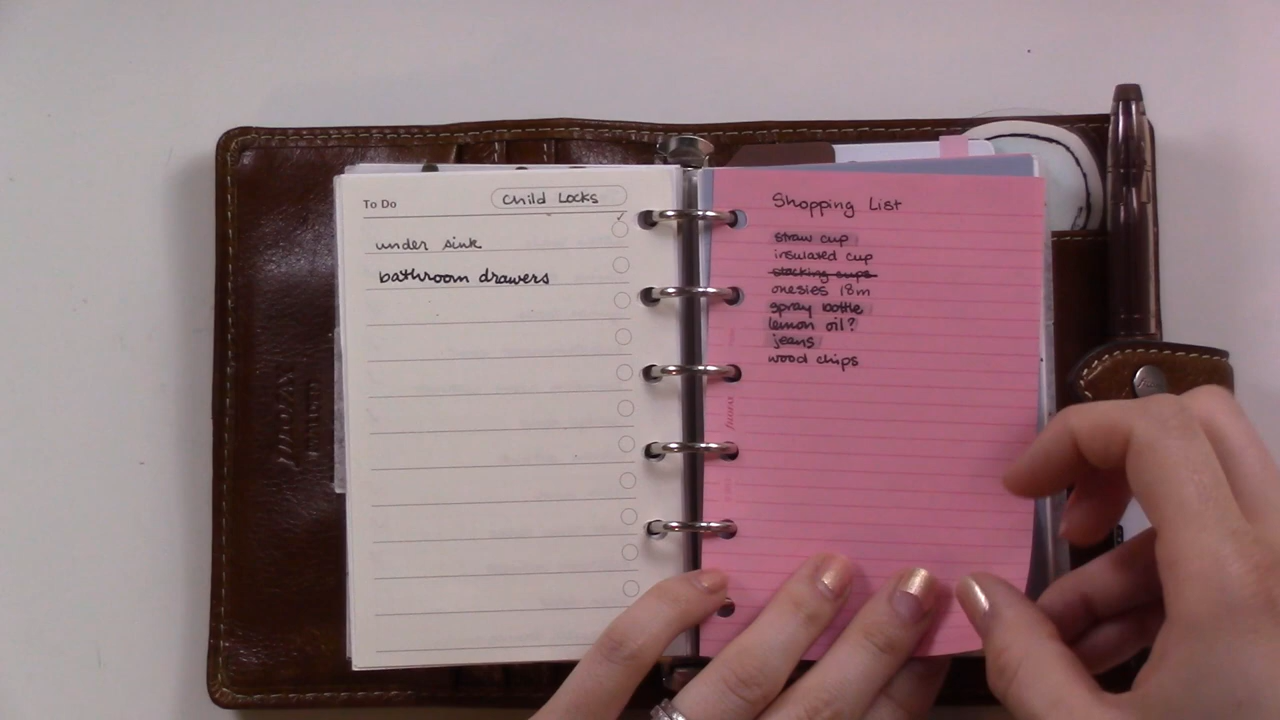 To Do
Child Locks
under sink
bathroom drawers
Shopping List
straw cup
insulated cup
stacking cups
onesies 18m
spray bottle
lemon oil?
jeans
wood chips
filofax